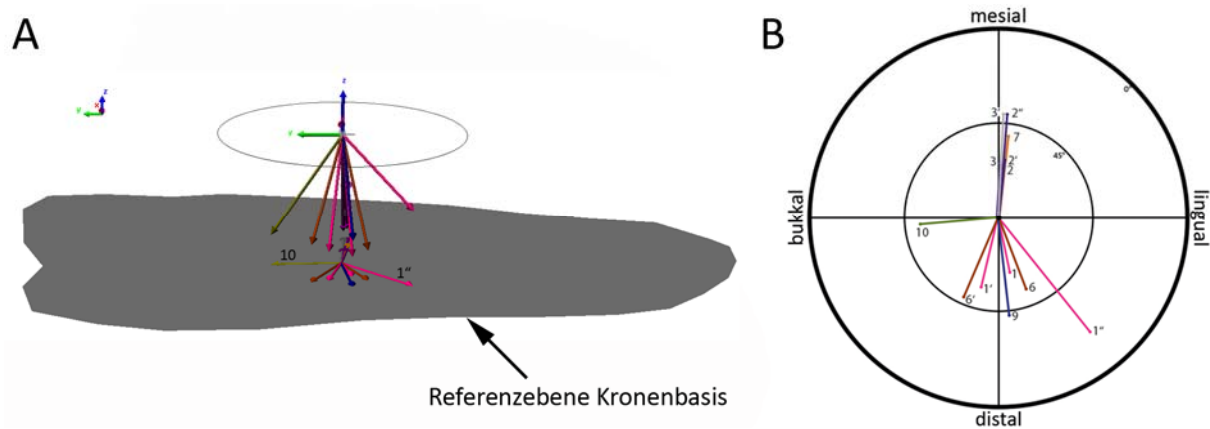 A
z
x
y
z
y
10
1"
Referenzebene Kronenbasis
B
mesial
0°
3'
2"
7
45°
3
2'
2
bukkal
lingual
10
1
1'
6
6'
9
1"
distal